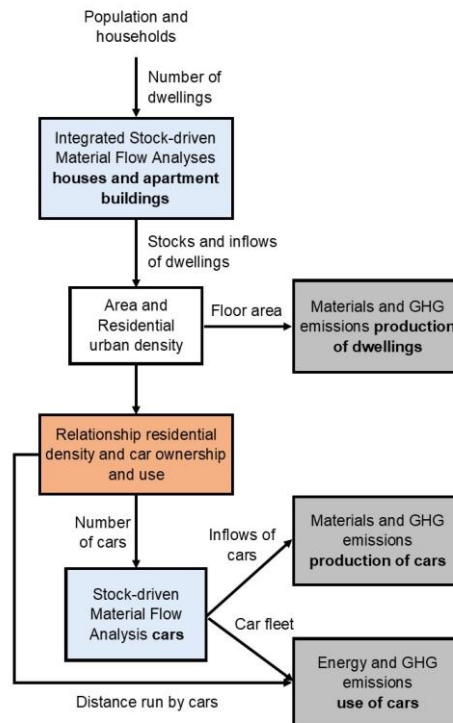 Population and
households
Number of
dwellings
Integrated Stock-driven
Material Flow Analyses
houses and apartment
buildings
Stocks and inflows
of dwellings
Area and
Residential
urban density
Floor area
Materials and GHG
emissions production
of dwellings
Relationship residential
density and car ownership
and use
Number
of cars
Inflows of
cars
Materials and GHG
emissions
production of cars
Stock-driven
Material Flow
Analysis cars
Car fleet
Energy and GHG
emissions
use of cars
Distance run by cars